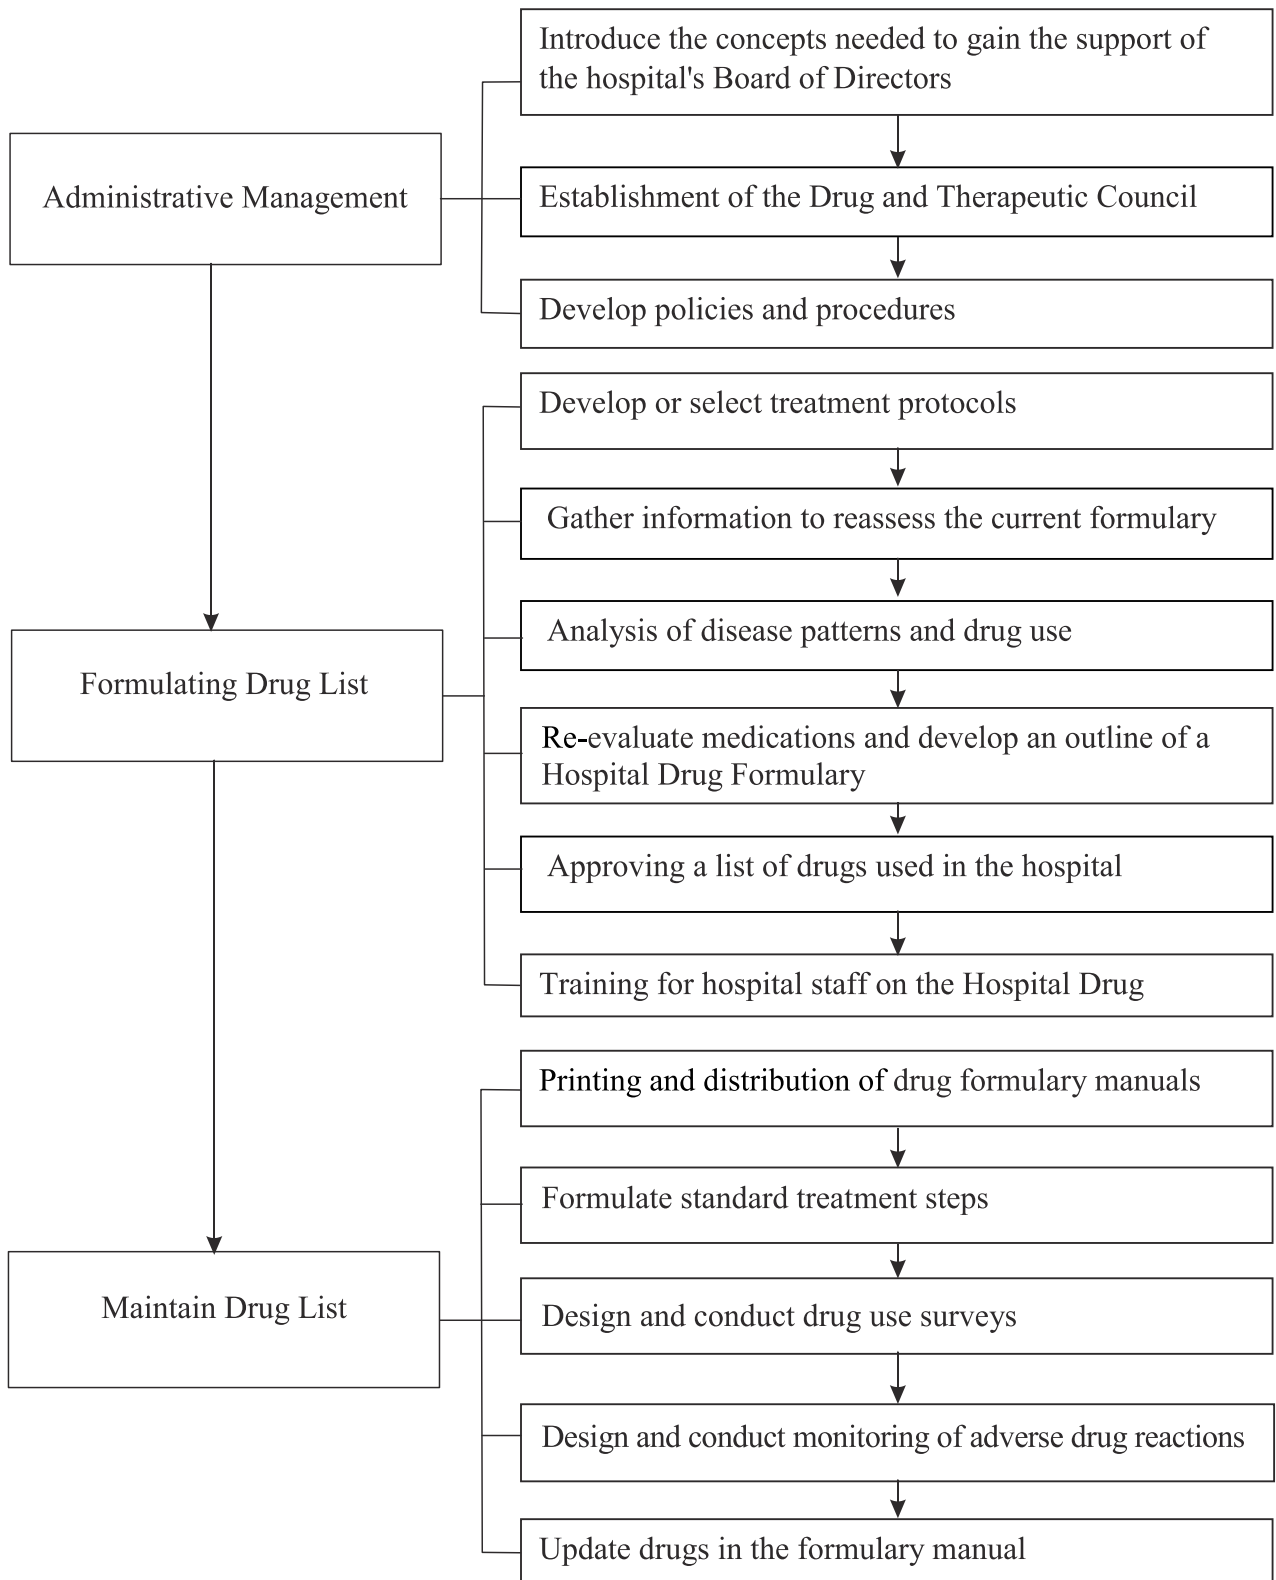 Introduce the concepts needed to gain the support of
the hospital's Board of Directors
Administrative Management
Establishment of the Drug and Therapeutic Council
Develop policies and procedures
Develop or select treatment protocols
Gather information to reassess the current formulary
Analysis of disease patterns and drug use
Formulating Drug List
Re-evaluate medications and develop an outline of a
Hospital Drug Formulary
Approving a list of drugs used in the hospital
Training for hospital staff on the Hospital Drug
Printing and distribution of drug formulary manuals
Formulate standard treatment steps
Maintain Drug List
Design and conduct drug use surveys
Design and conduct monitoring of adverse drug reactions
Update drugs in the formulary manual